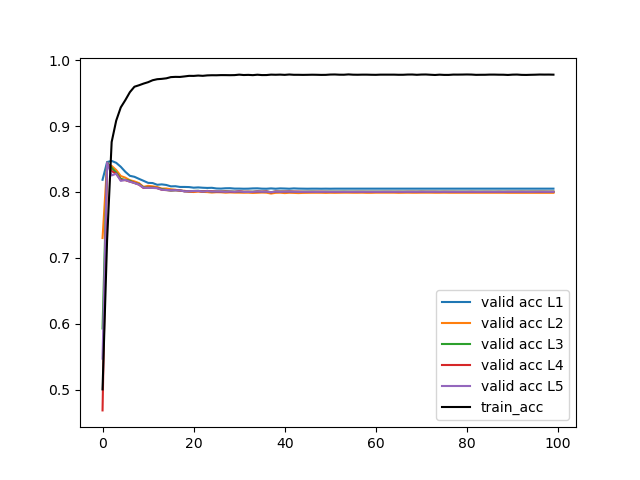 1.0
0.9
0.8
0.7
0.6
0.5
0
20
40
60
80
100
valid acc L1
valid acc L2
valid acc L3
valid acc L4
valid acc L5
train_acc